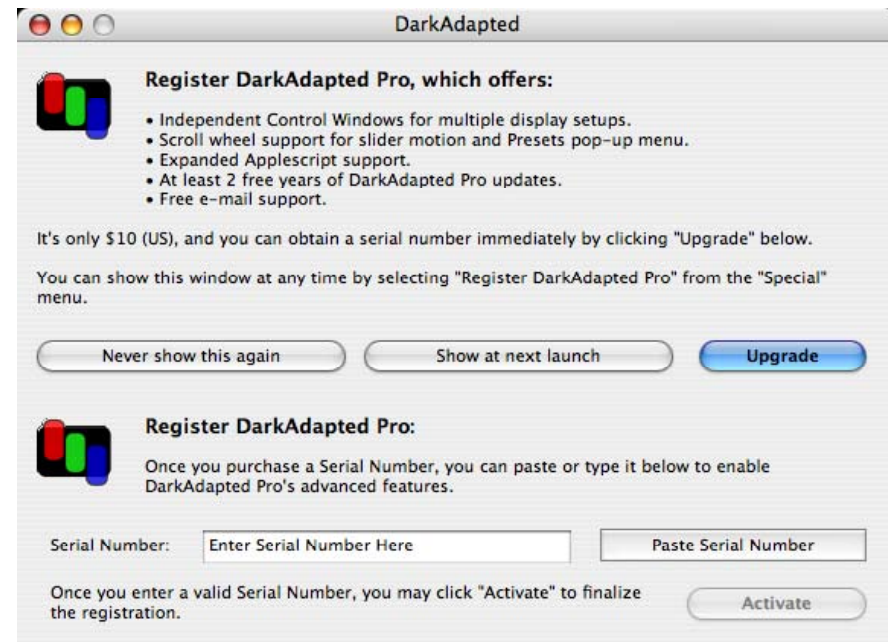 DarkAdapted
Register DarkAdapted Pro, which offers:
• Independent Control Windows for multiple display setups.
• Scroll wheel support for slider motion and Presets pop-up menu.
• Expanded Applescript support.
• At least 2 free years of DarkAdapted Pro updates.
• Free e-mail support.
It's only $10 (US), and you can obtain a serial number immediately by clicking "Upgrade" below.
You can show this window at any time by selecting "Register DarkAdapted Pro" from the "Special"
menu.
Never show this again Show at next launch Upgrade
Register DarkAdapted Pro:
Once you purchase a Serial Number, you can paste or type it below to enable
DarkAdapted Pro's advanced features.
Serial Number: Enter Serial Number Here Paste Serial Number
Once you enter a valid Serial Number, you may click "Activate" to finalize
the registration.
Activate